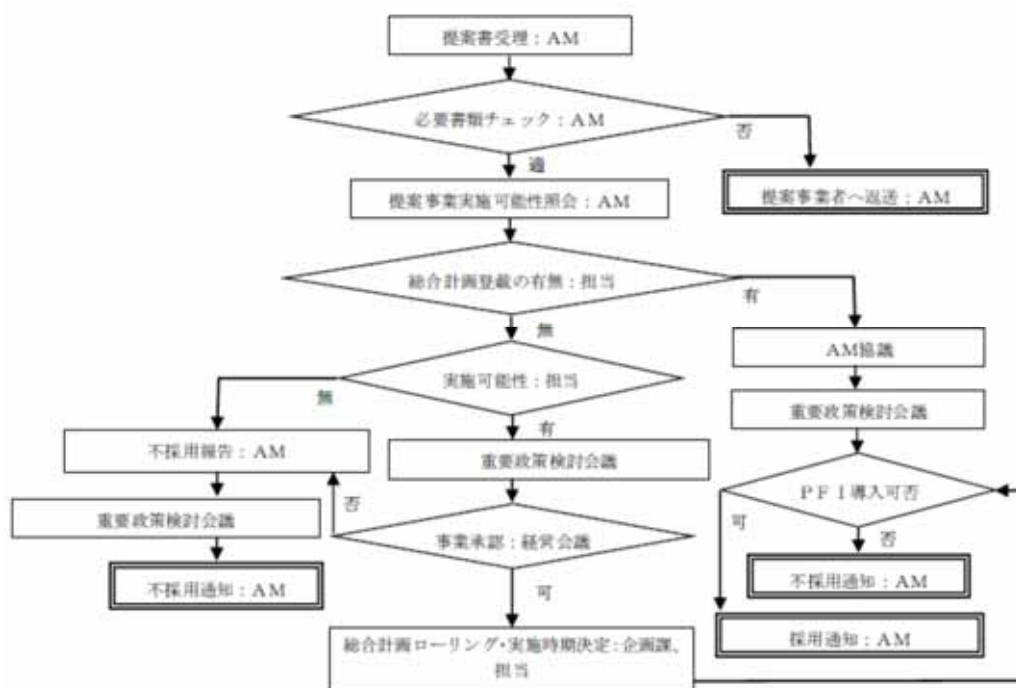 提案書受理：AM
必要書類チェック：AM
否
適
提案事業者へ返送：AM
提案事業実施可能性照会：AM
総合計画登載の有無：担当
有
無
AM協議
実施可能性：担当
無
重要政策検討会議
有
不採用報告：AM
重要政策検討会議
PFI導入可否
否
可
重要政策検討会議
事業承認：経営会議
否
不採用通知：AM
不採用通知：AM
可
採用通知：AM
総合計画ローリング・実施時期決定：企画課、
担当